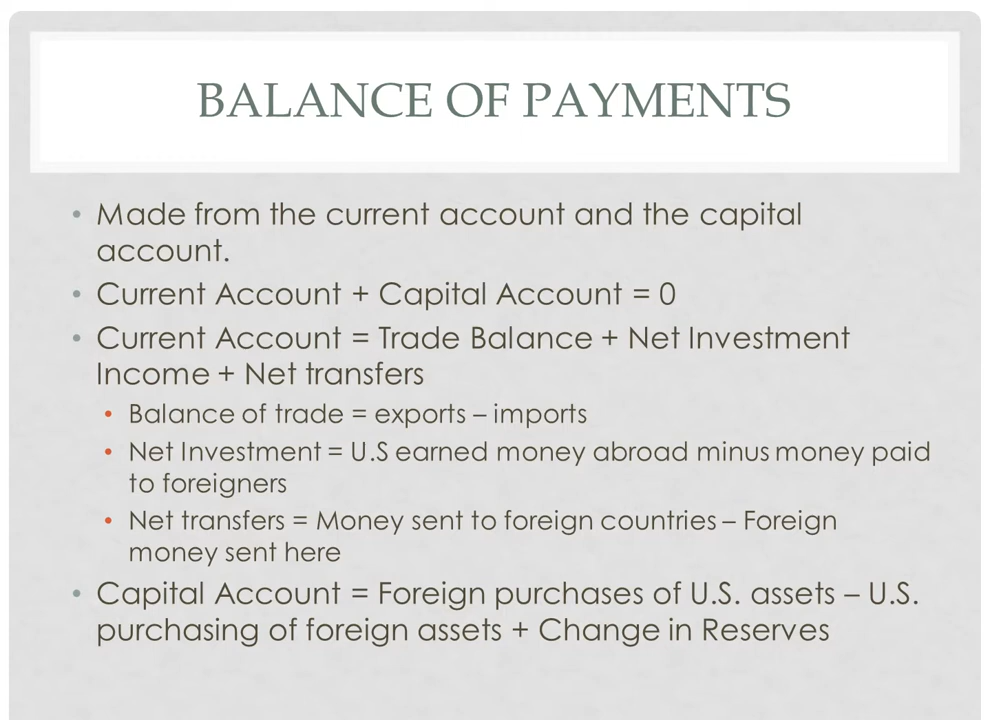 BALANCE OF PAYMENTS
• Made from the current account and the capital
account.
• Current Account + Capital Account = 0
• Current Account = Trade Balance + Net Investment
Income + Net transfers
• Balance of trade = exports – imports
• Net Investment = U.S earned money abroad minus money paid
to foreigners
• Net transfers = Money sent to foreign countries – Foreign
money sent here
• Capital Account = Foreign purchases of U.S. assets – U.S.
purchasing of foreign assets + Change in Reserves